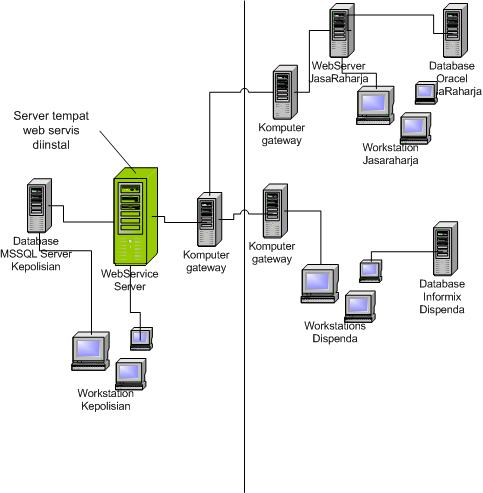 WebServer
JasaRaharja
Database
Oracel
JaRaharja
Workstation
Jasaraharja
Komputer
gateway
Server tempat
web servis
diinstal
Database
MSSQL Server
Kepolisian
WebService
Server
Komputer
gateway
Komputer
gateway
Workstations
Dispenda
Database
Informix
Dispenda
Workstation
Kepolisian